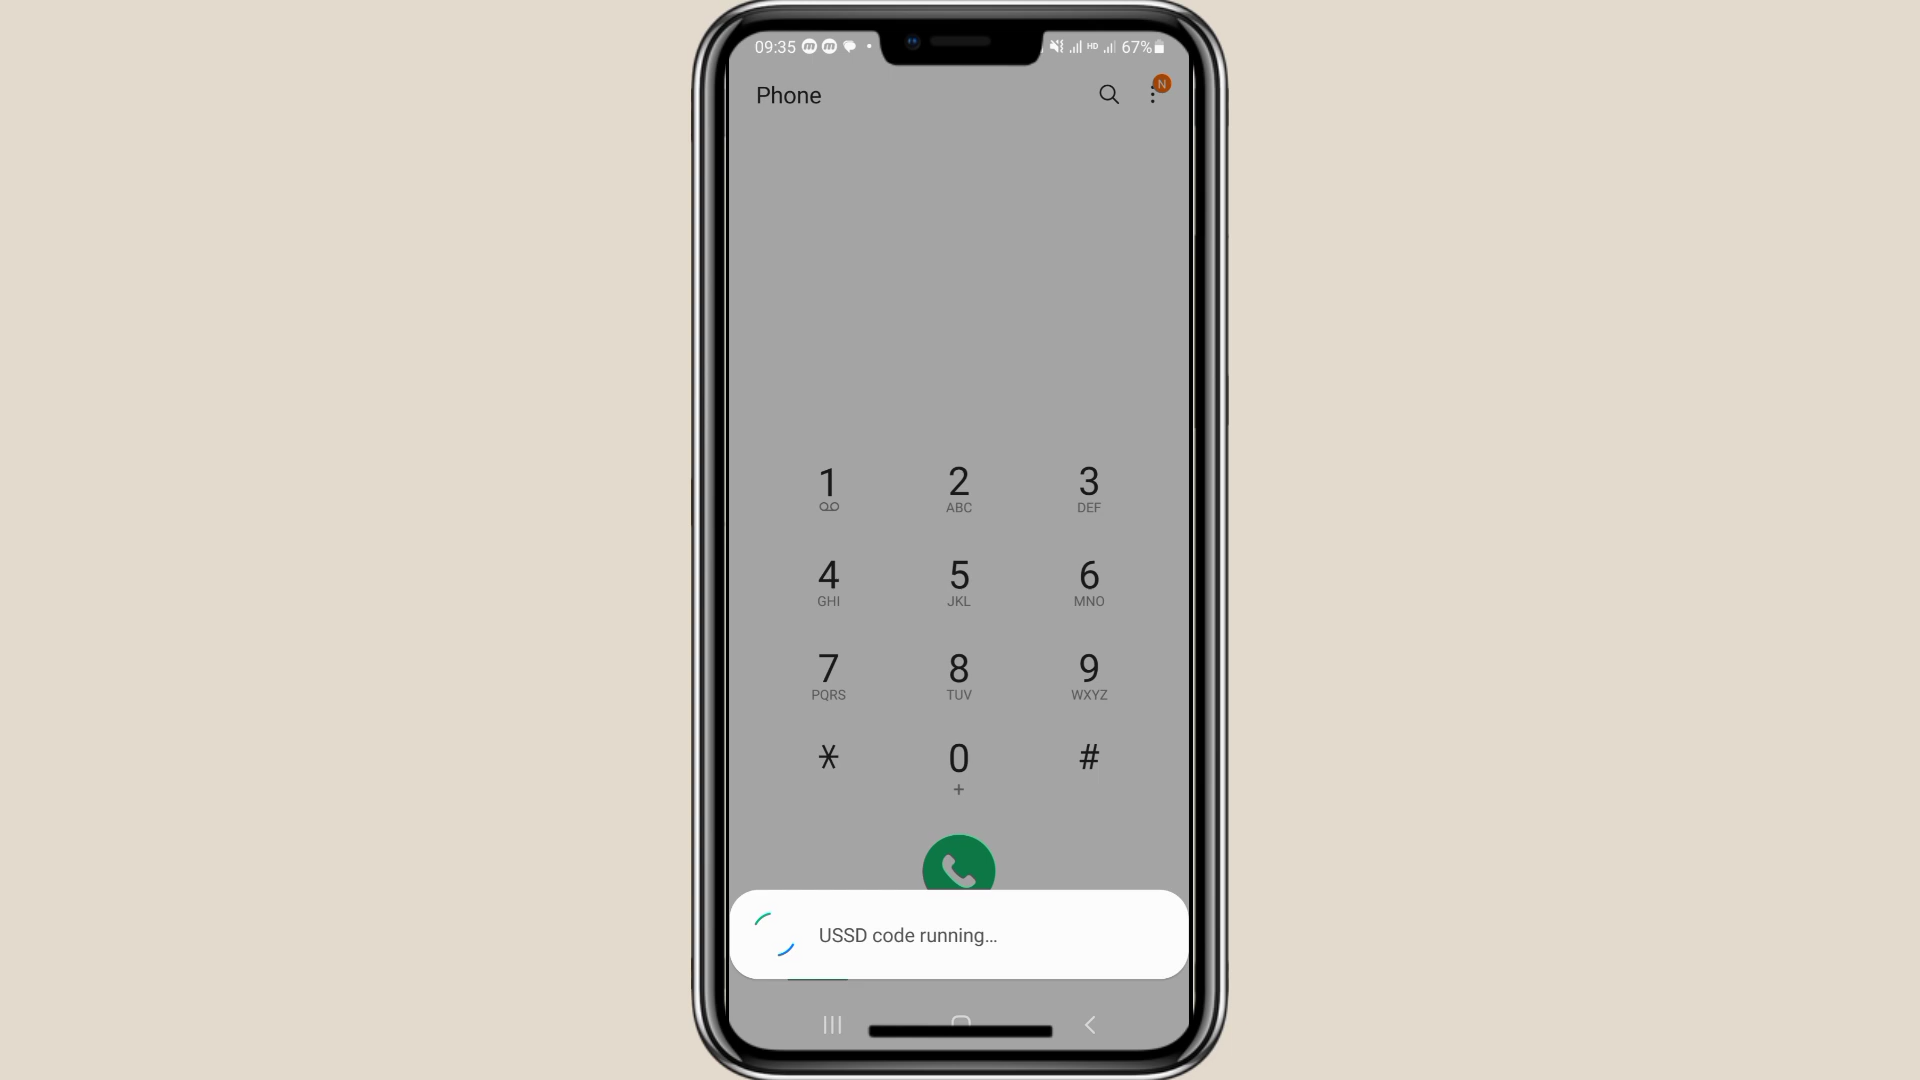 09:35 HD 67%
N
Phone
1 2 3
ABC DEF
4 5 6
GHI JKL MNO
7 8 9
PQRS TUV WXYZ
* 0 #
+
USSD code running...